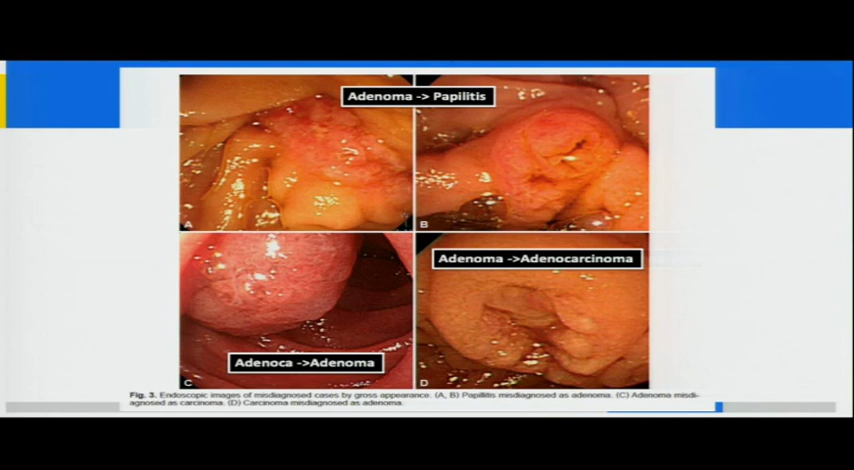 Adenoma -> Papilitis
A
B
Adenoma ->Adenocarcinoma
Adenoca ->Adenoma
C
D
Fig. 3. Endoscopic images of misdiagnosed cases by gross appearance. (A, B) Papillitis misdiagnosed as adenoma. (C) Adenoma misdi-
agnosed as carcinoma. (D) Carcinoma misdiagnosed as adenoma.